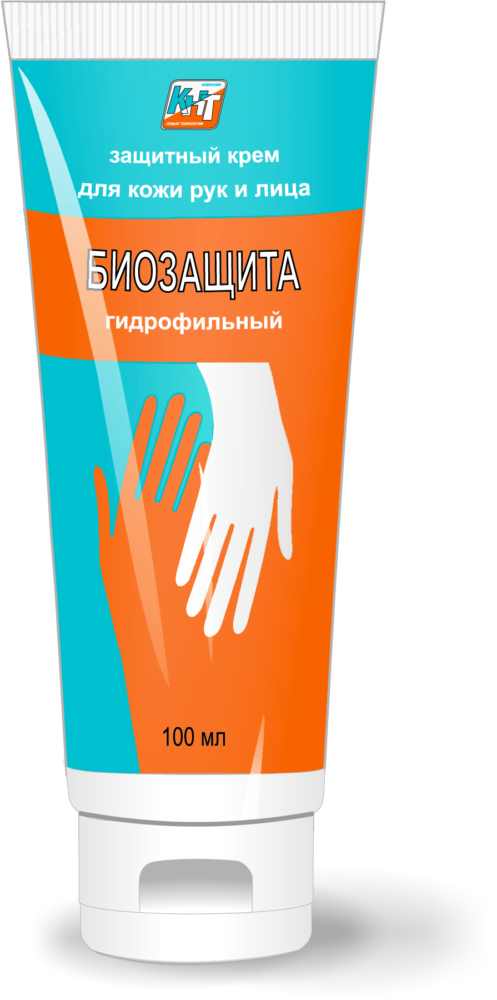 КОМПАНИЯ
КНТ
НОВЫЕ ТЕХНОЛОГИИ
защитный крем
для кожи рук и лица
БИОЗАЩИТА
гидрофильный
100 мл